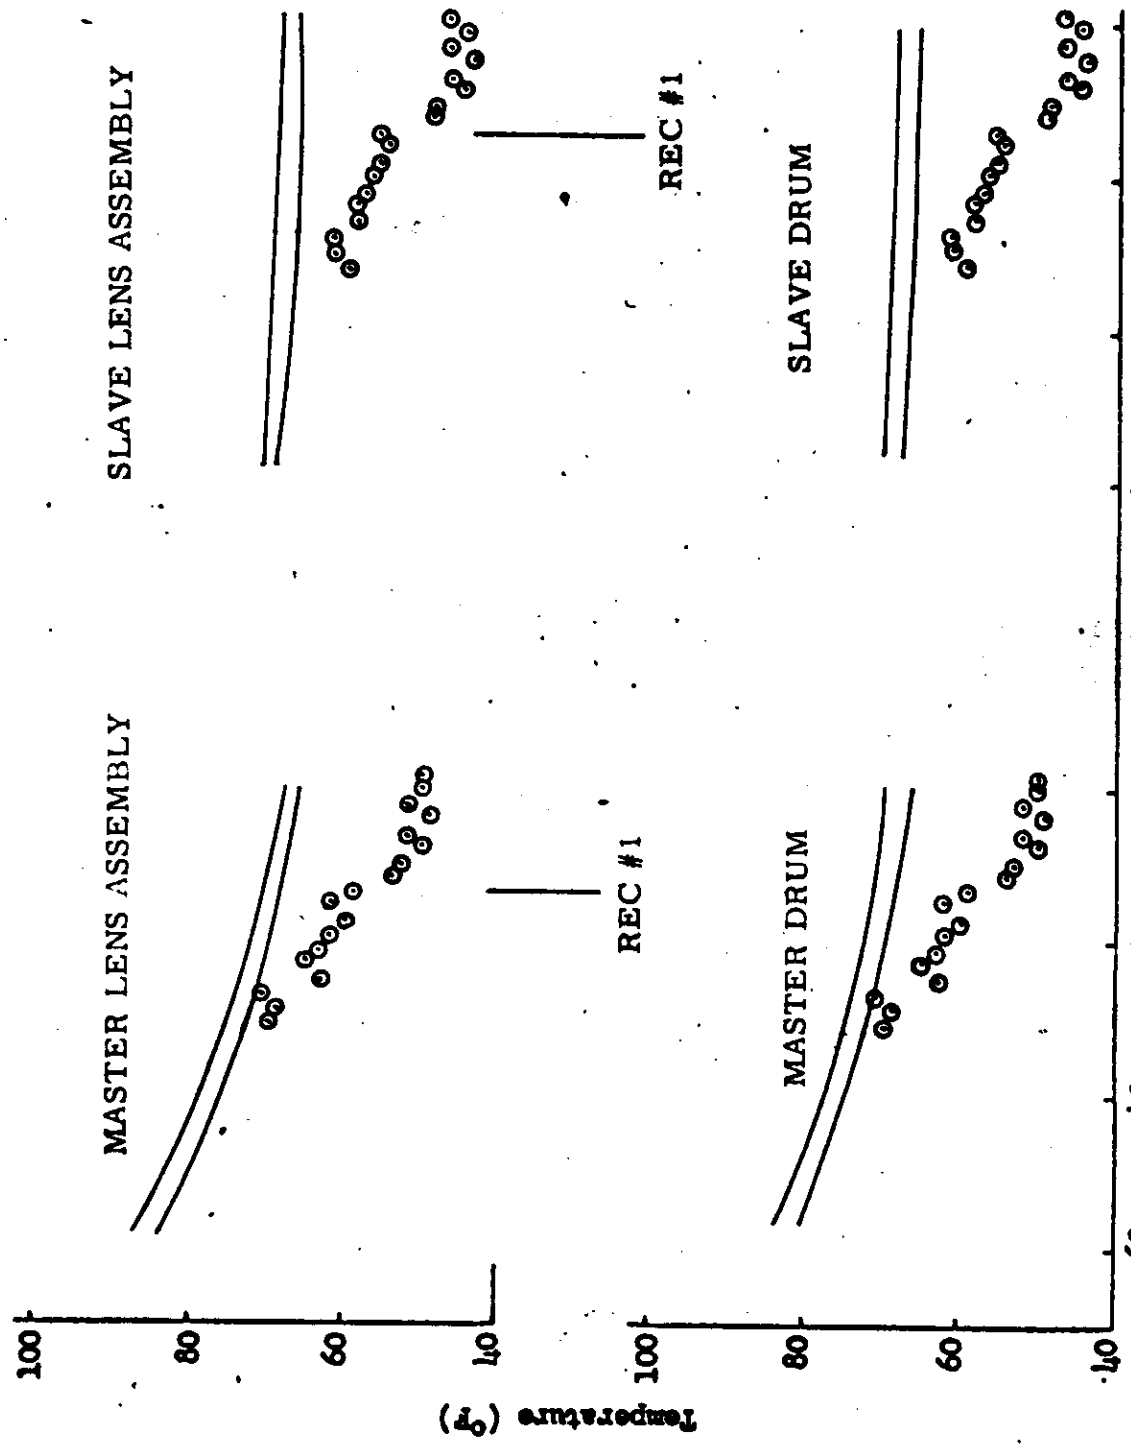 MASTER LENS ASSEMBLY
SLAVE LENS ASSEMBLY
100
80
60
40
REC #1
REC #1
MASTER DRUM
SLAVE DRUM
100
80
60
40
Temperature (°F)